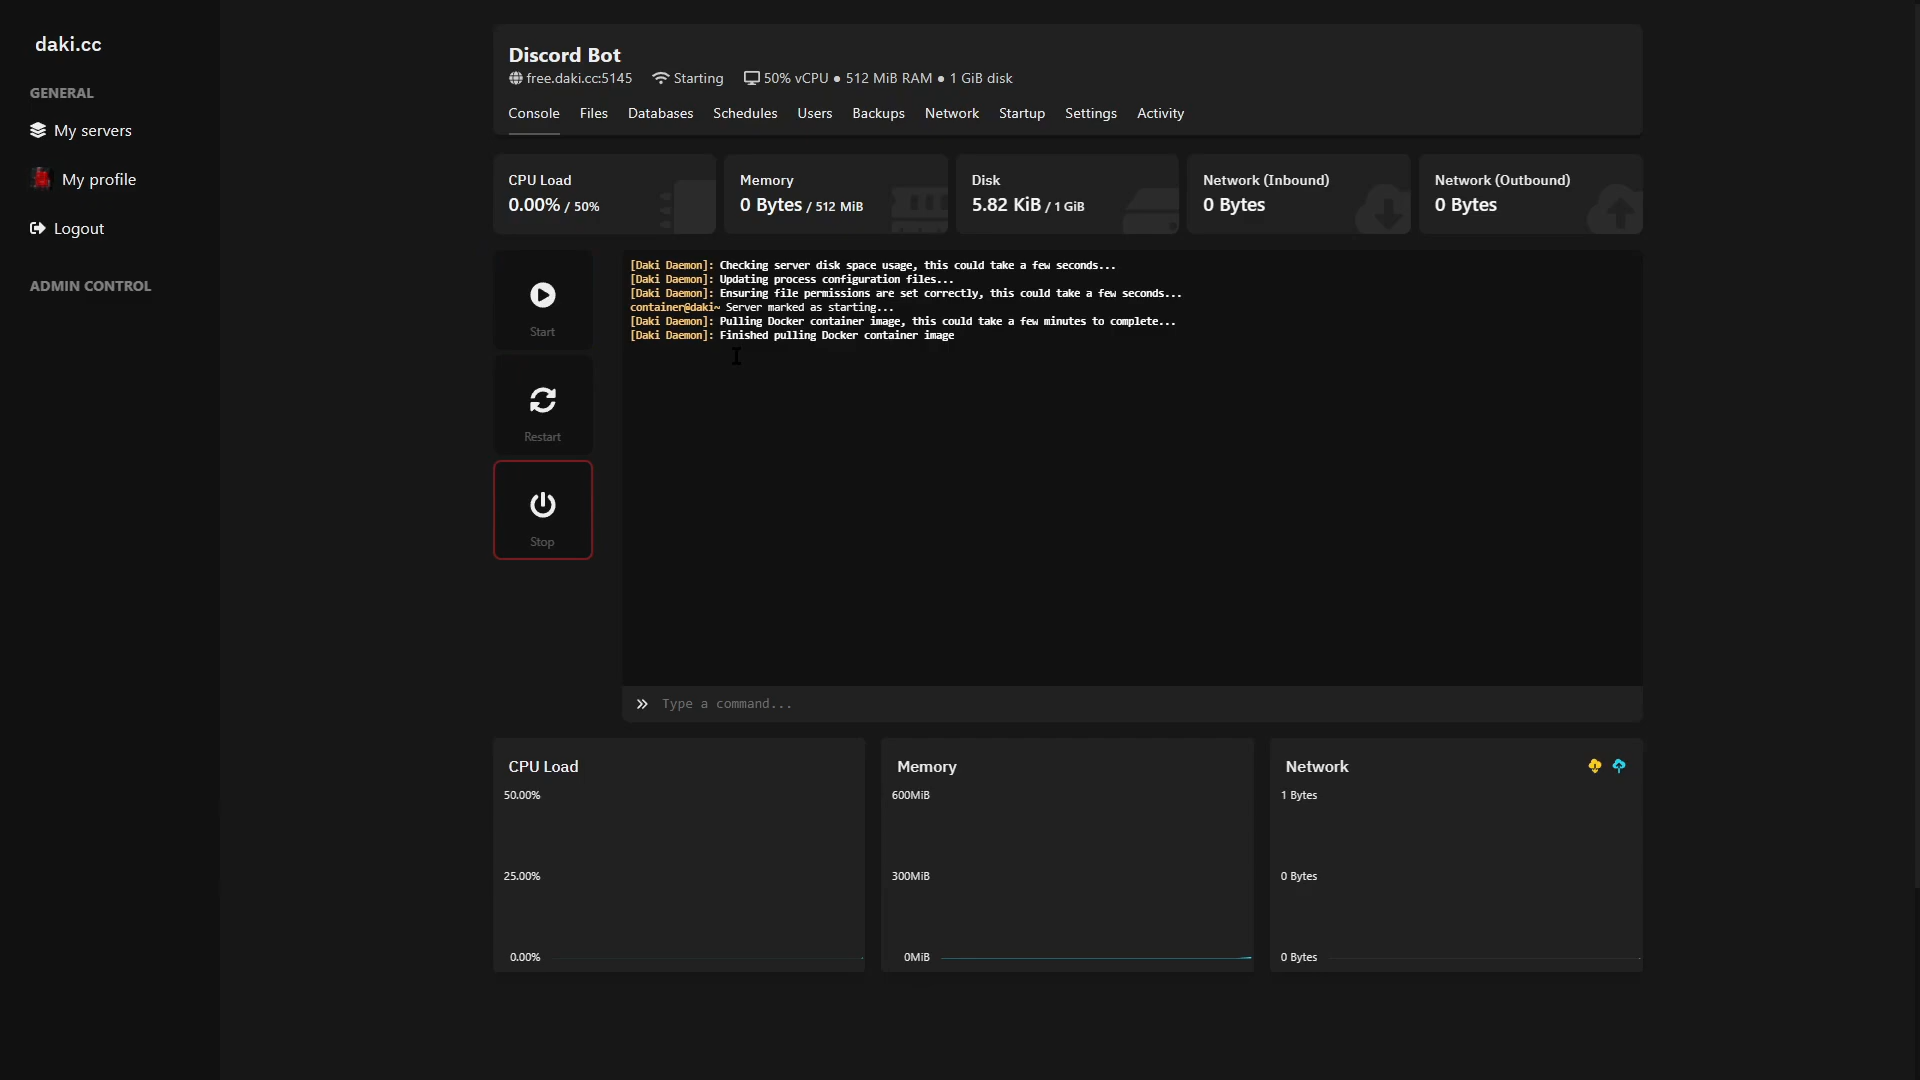 daki.cc
GENERAL
My servers
My profile
Logout
ADMIN CONTROL
Discord Bot
free.daki.cc:5145 Starting 50% vCPU ● 512 MiB RAM ● 1 GiB disk
Console Files Databases Schedules Users Backups Network Startup Settings Activity
CPU Load
0.00% / 50%
Memory
0 Bytes / 512 MiB
Disk
5.82 KiB / 1 GiB
Network (Inbound)
0 Bytes
Network (Outbound)
0 Bytes
Start
Restart
Stop
[Daki Daemon]: Checking server disk space usage, this could take a few seconds...
[Daki Daemon]: Updating process configuration files...
[Daki Daemon]: Ensuring file permissions are set correctly, this could take a few seconds...
container@daki~ Server marked as starting...
[Daki Daemon]: Pulling Docker container image, this could take a few minutes to complete...
[Daki Daemon]: Finished pulling Docker container image
» Type a command...
CPU Load
50.00%
25.00%
0.00%
Memory
600MiB
300MiB
0MiB
Network
1 Bytes
0 Bytes
0 Bytes